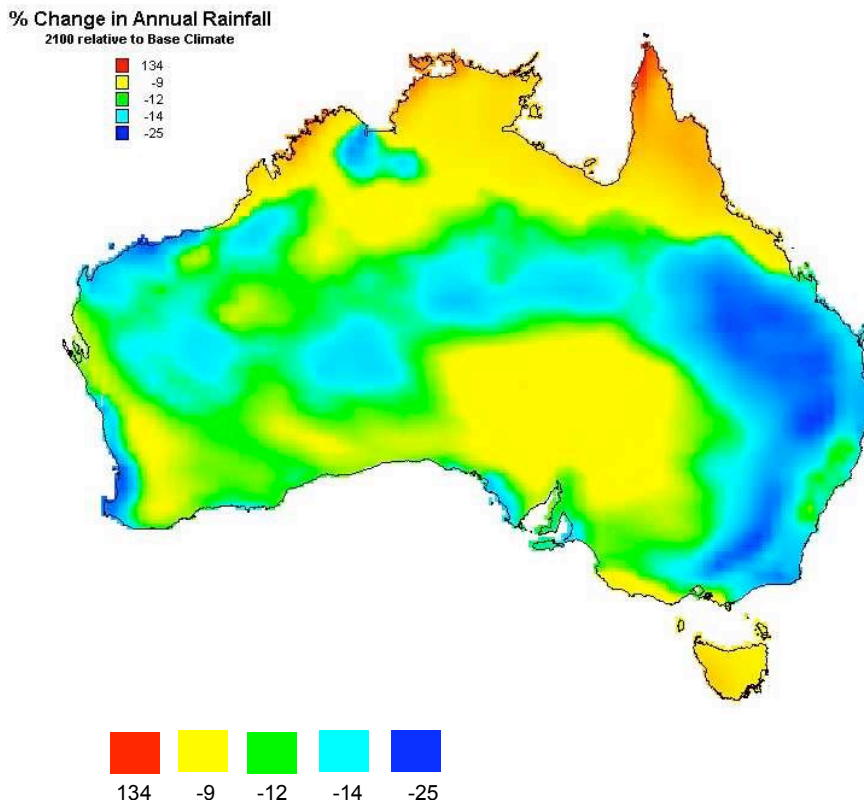 % Change in Annual Rainfall
2100 relative to Base Climate
134
-9
-12
-14
-25
134 -9 -12 -14 -25